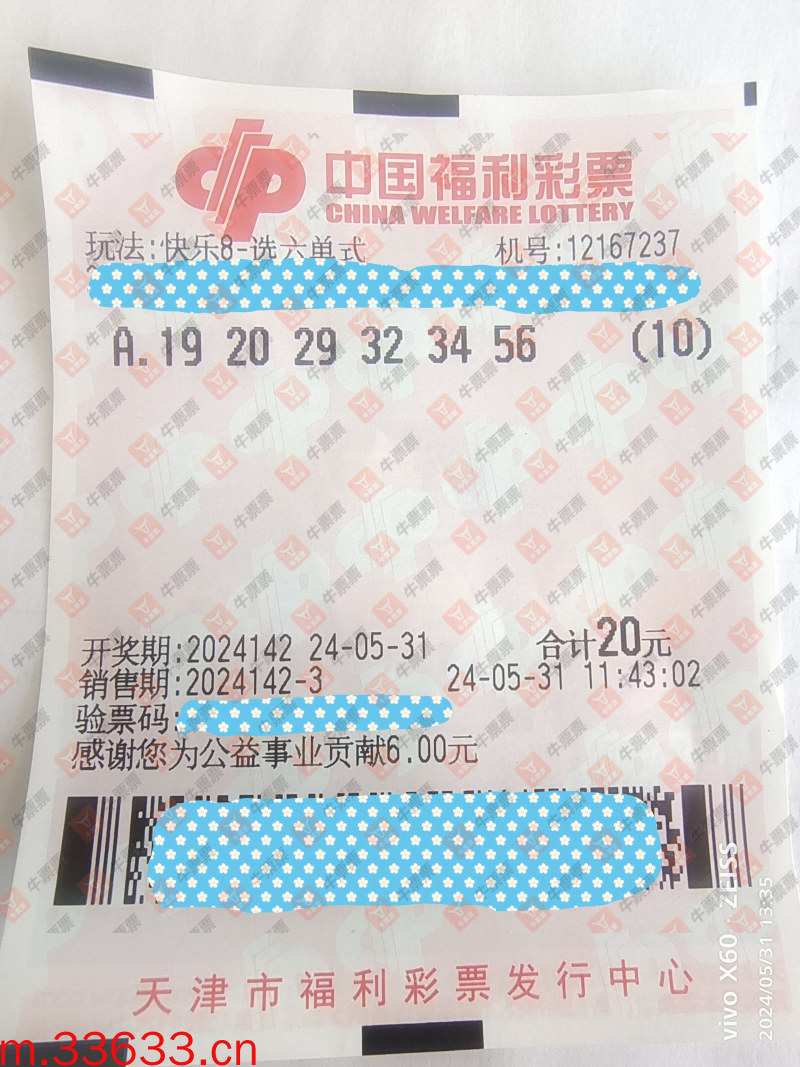 中国福利彩票
CHINA WELFARE LOTTERY
玩法:快乐8-选六单式 机号:12167237
A.19 20 29 32 34 56 (10)
开奖期:2024142 24-05-31 合计20元
销售期:2024142-3 24-05-31 11:43:02
验票码:
感谢您为公益事业贡献6.00元
天津市福利彩票发行中心
m.33633.cn
vivo X60 · ZEISS
2024/05/31 13:35
牛票票